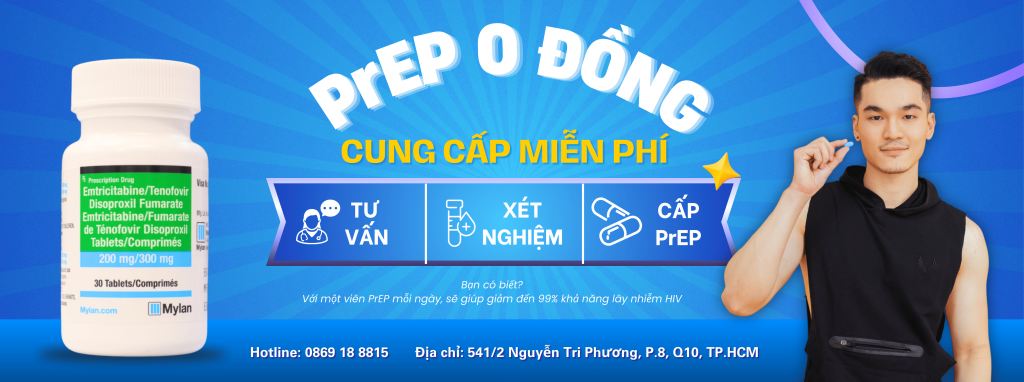 PrEP 0 ĐỒNG
CUNG CẤP MIỄN PHÍ
TƯ
VẤN
XÉT
NGHIỆM
CẤP
PrEP
Bạn có biết?
Với một viên PrEP mỗi ngày, sẽ giúp giảm đến 99% khả năng lây nhiễm HIV
Hotline: 0869 18 8815
Địa chỉ: 541/2 Nguyễn Tri Phương, P.8, Q10, TP.HCM
Prescription Drug
Emtricitabine/Tenofovir
Disoproxil Fumarate
Emtricitabine/Fumarate
de Ténofovir Disoproxil
Tablets/Comprimés
200 mg/300 mg
30 Tablets/Comprimés
Mylan.com
Mylan